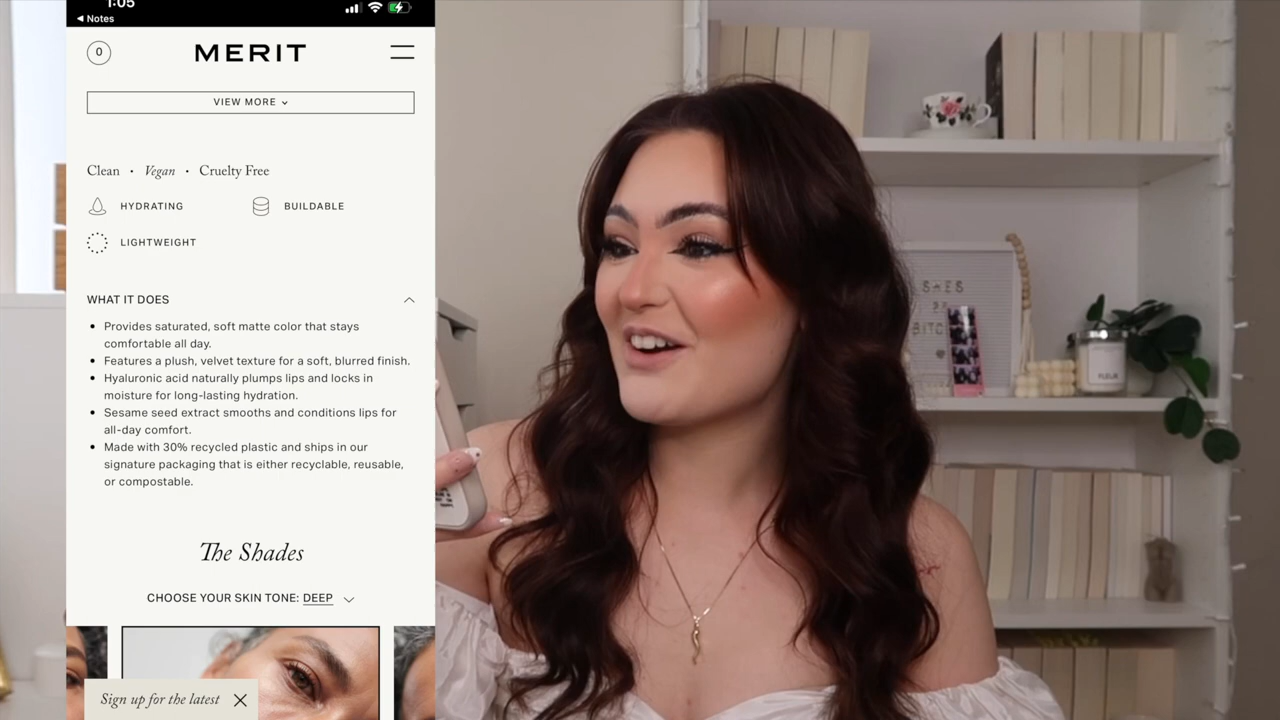 1:05
◀ Notes
0
MERIT
VIEW MORE
Clean • Vegan • Cruelty Free
HYDRATING
BUILDABLE
LIGHTWEIGHT
WHAT IT DOES
• Provides saturated, soft matte color that stays
comfortable all day.
• Features a plush, velvet texture for a soft, blurred finish.
• Hyaluronic acid naturally plumps lips and locks in
moisture for long-lasting hydration.
• Sesame seed extract smooths and conditions lips for
all-day comfort.
• Made with 30% recycled plastic and ships in our
signature packaging that is either recyclable, reusable,
or compostable.
The Shades
CHOOSE YOUR SKIN TONE: DEEP
Sign up for the latest